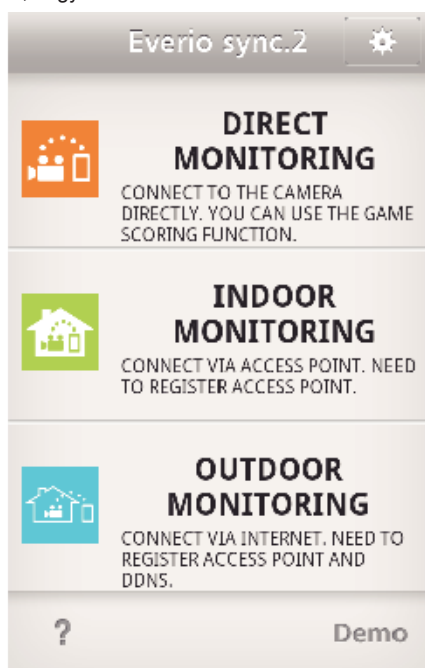 Everio sync.2
DIRECT
MONITORING
CONNECT TO THE CAMERA
DIRECTLY. YOU CAN USE THE GAME
SCORING FUNCTION.
INDOOR
MONITORING
CONNECT VIA ACCESS POINT. NEED
TO REGISTER ACCESS POINT.
OUTDOOR
MONITORING
CONNECT VIA INTERNET. NEED TO
REGISTER ACCESS POINT AND
DDNS.
? Demo